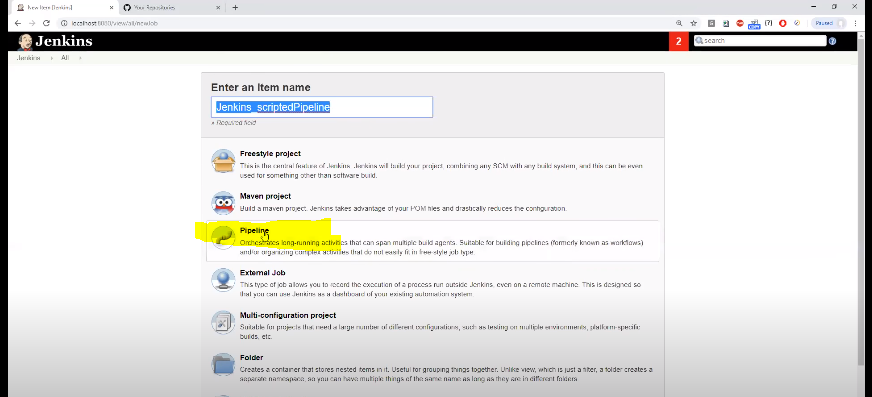 New Item [Jenkins]
Your Repositories
localhost:8080/view/all/newJob
Paused
Jenkins
2
search
Jenkins
All
Enter an item name
Jenkins_scriptedPipeline
» Required field
Freestyle project
This is the central feature of Jenkins. Jenkins will build your project, combining any SCM with any build system, and this can be even
used for something other than software build.
Maven project
Build a maven project. Jenkins takes advantage of your POM files and drastically reduces the configuration.
Pipeline
Orchestrates long-running activities that can span multiple build agents. Suitable for building pipelines (formerly known as workflows)
and/or organizing complex activities that do not easily fit in free-style job type.
External Job
This type of job allows you to record the execution of a process run outside Jenkins, even on a remote machine. This is designed so
that you can use Jenkins as a dashboard of your existing automation system.
Multi-configuration project
Suitable for projects that need a large number of different configurations, such as testing on multiple environments, platform-specific
builds, etc.
Folder
Creates a container that stores nested items in it. Useful for grouping things together. Unlike view, which is just a filter, a folder creates a
separate namespace, so you can have multiple things of the same name as long as they are in different folders.